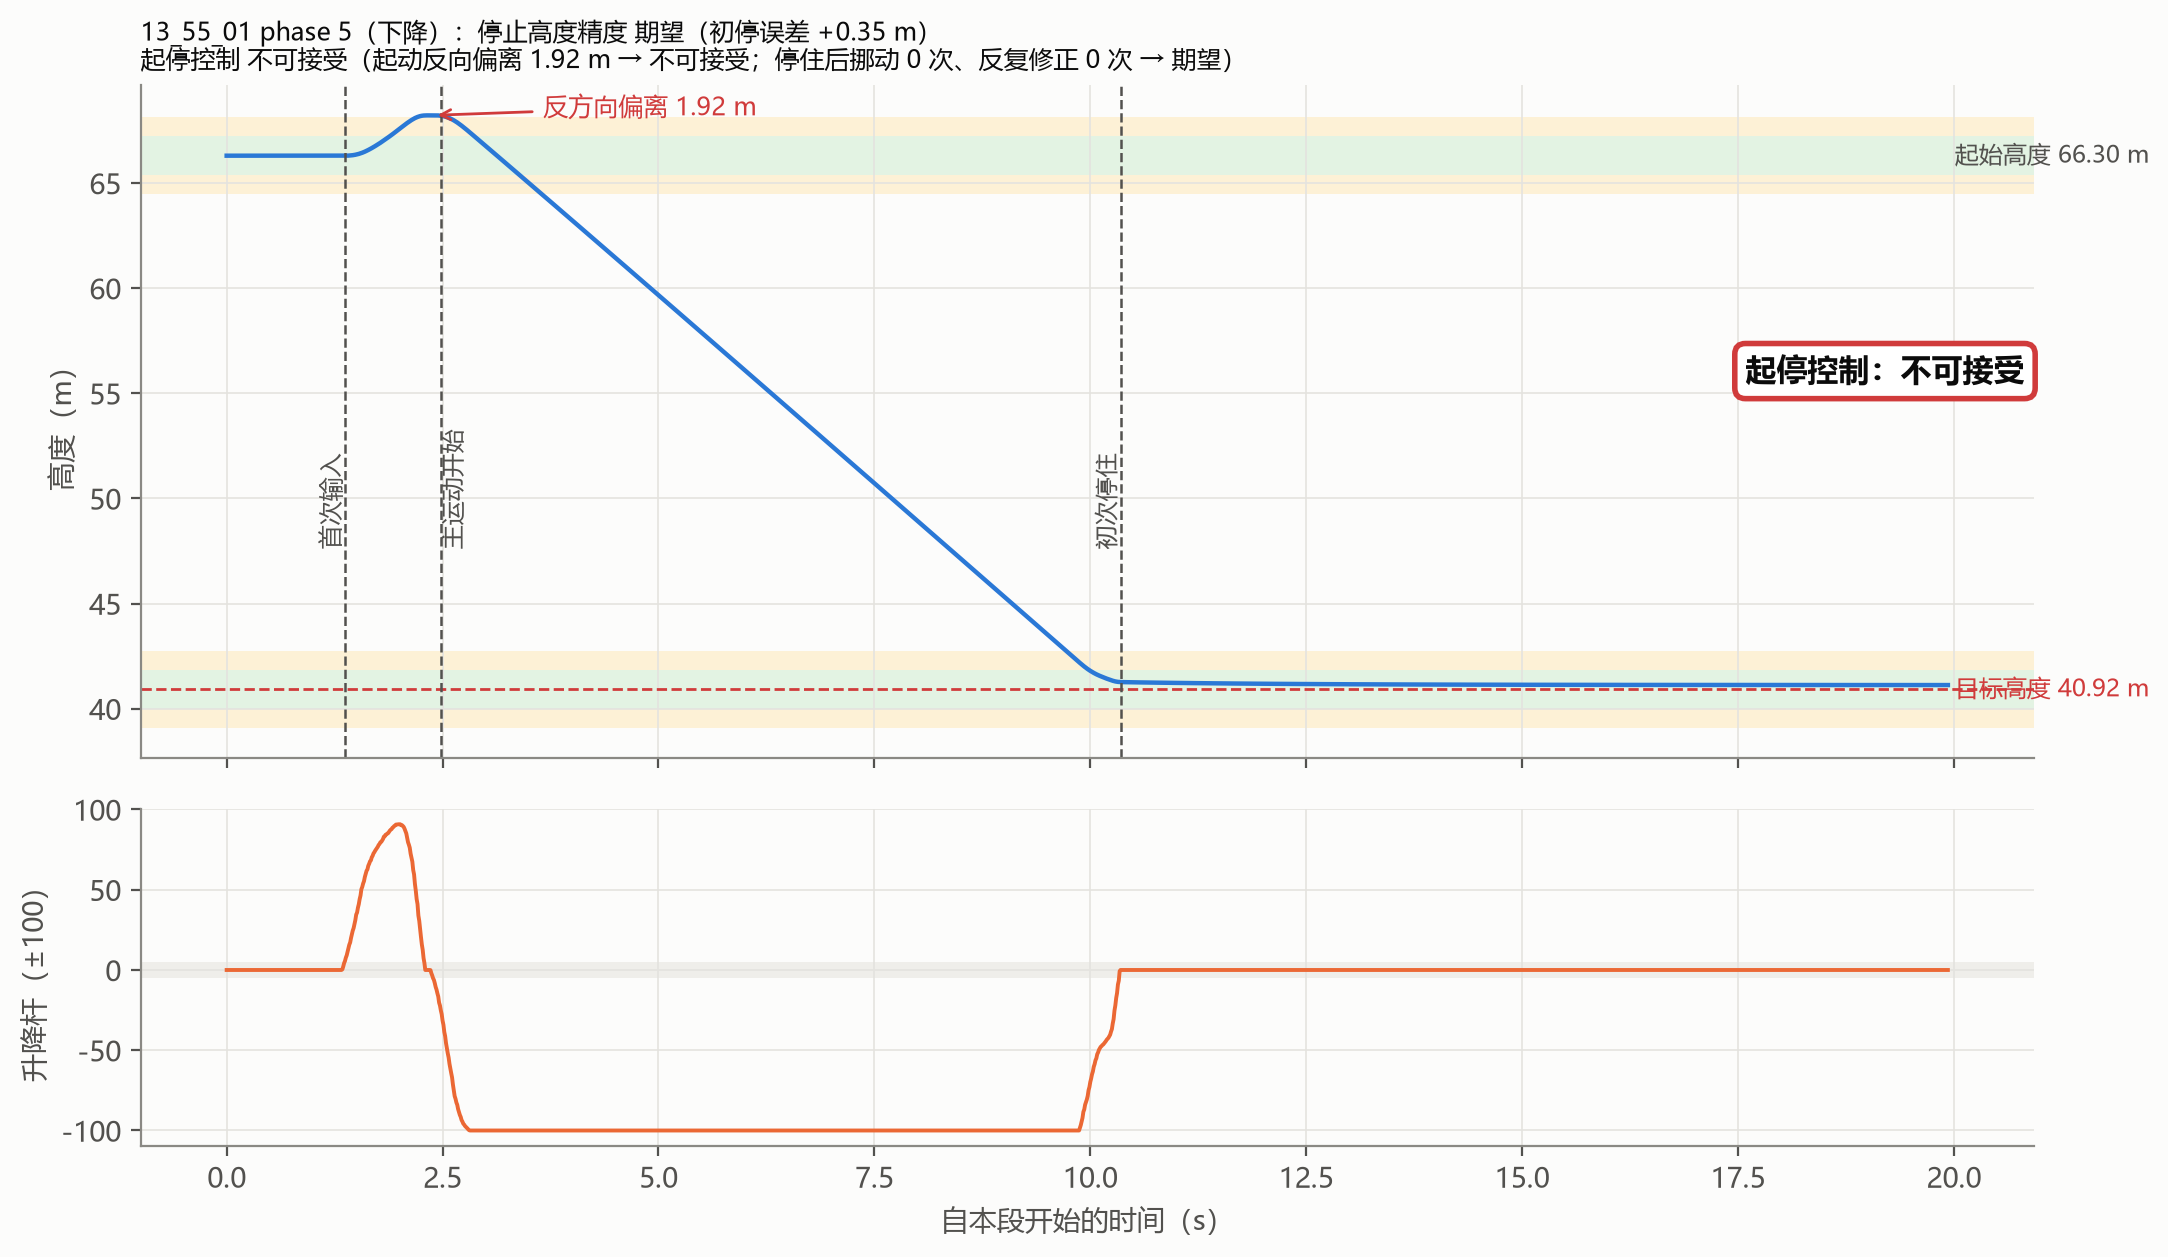 13_55_01 phase 5（下降）：停止高度精度 期望（初停误差 +0.35 m）
起停控制 不可接受（起动反向偏离 1.92 m → 不可接受；停住后挪动 0 次、反复修正 0 次 → 期望）
反方向偏离 1.92 m
起始高度 66.30 m
65
60
55
50
45
40
高度（m）
首次输入
主运动开始
初次停住
起停控制：不可接受
目标高度 40.92 m
100
50
0
-50
-100
升降杆（±100）
0.0
2.5
5.0
7.5
10.0
12.5
15.0
17.5
20.0
自本段开始的时间（s）